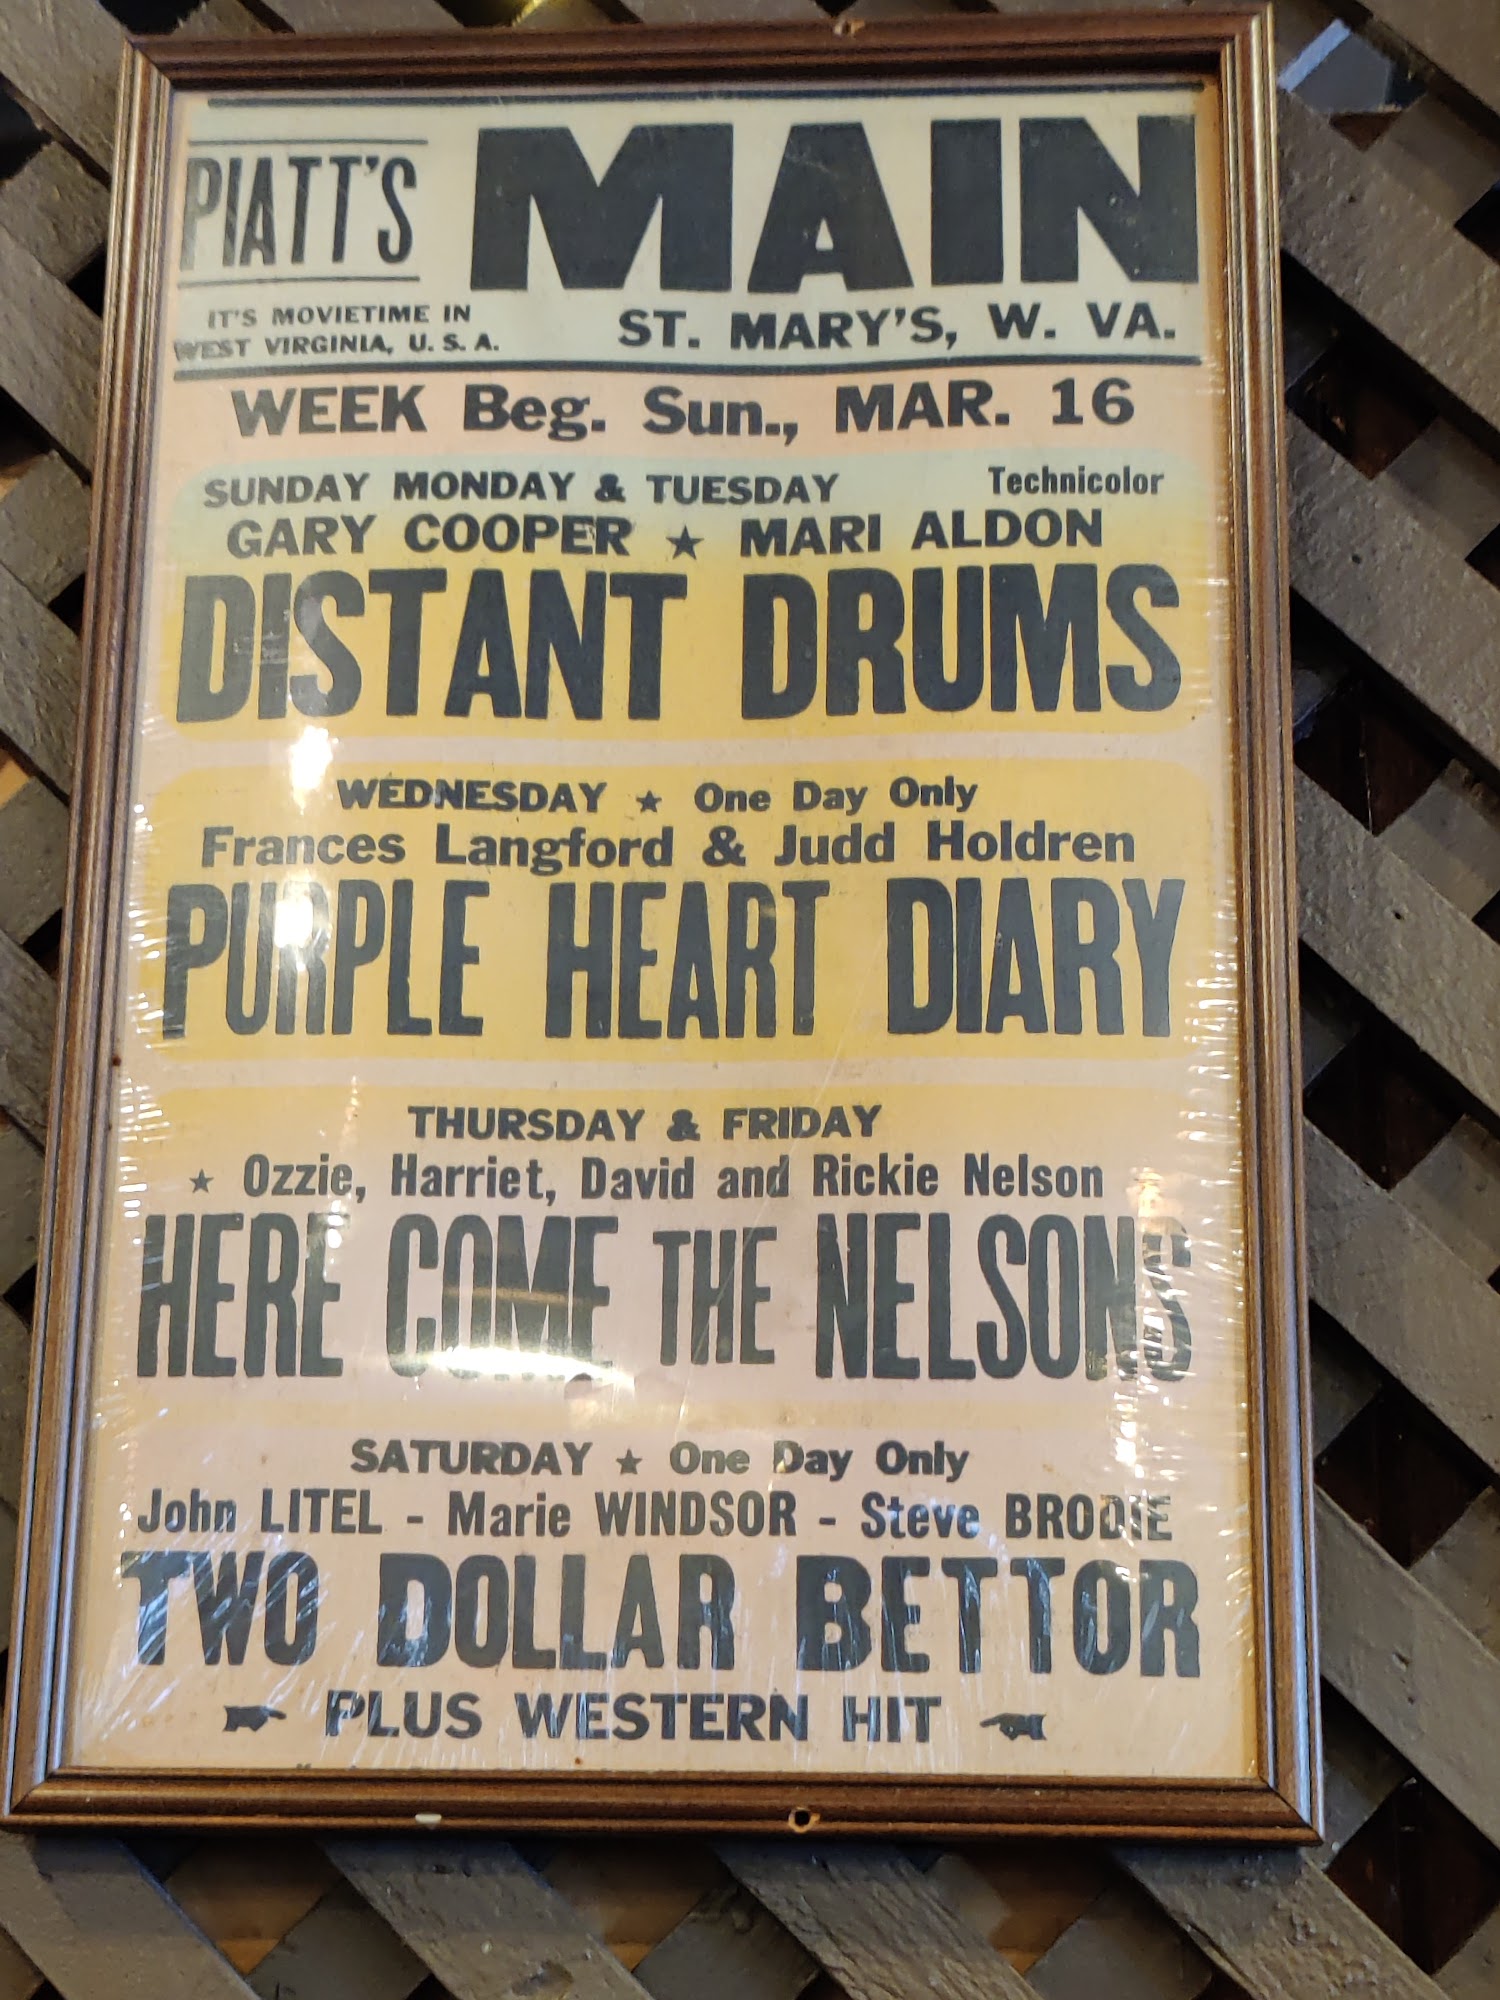 PIATT'S MAIN
IT'S MOVIETIME IN
WEST VIRGINIA, U. S. A.
ST. MARY'S, W. VA.
WEEK Beg. Sun., MAR. 16
SUNDAY MONDAY & TUESDAY Technicolor
GARY COOPER ★ MARI ALDON
DISTANT DRUMS
WEDNESDAY ★ One Day Only
Frances Langford & Judd Holdren
PURPLE HEART DIARY
THURSDAY & FRIDAY
★ Ozzie, Harriet, David and Rickie Nelson
HERE COME THE NELSONS
SATURDAY ★ One Day Only
John LITEL - Marie WINDSOR - Steve BRODIE
TWO DOLLAR BETTOR
PLUS WESTERN HIT